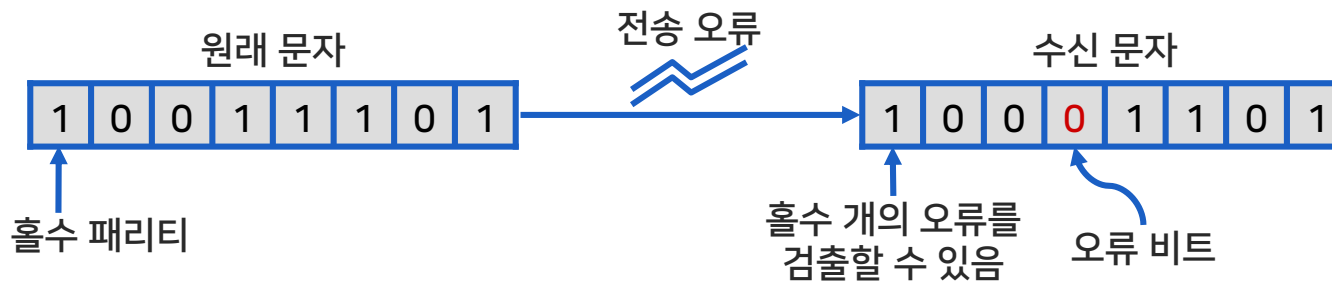 원래 문자
전송 오류
수신 문자
1 0 0 1 1 1 0 1
1 0 0 0 1 1 0 1
홀수 패리티
홀수 개의 오류를
검출할 수 있음
오류 비트